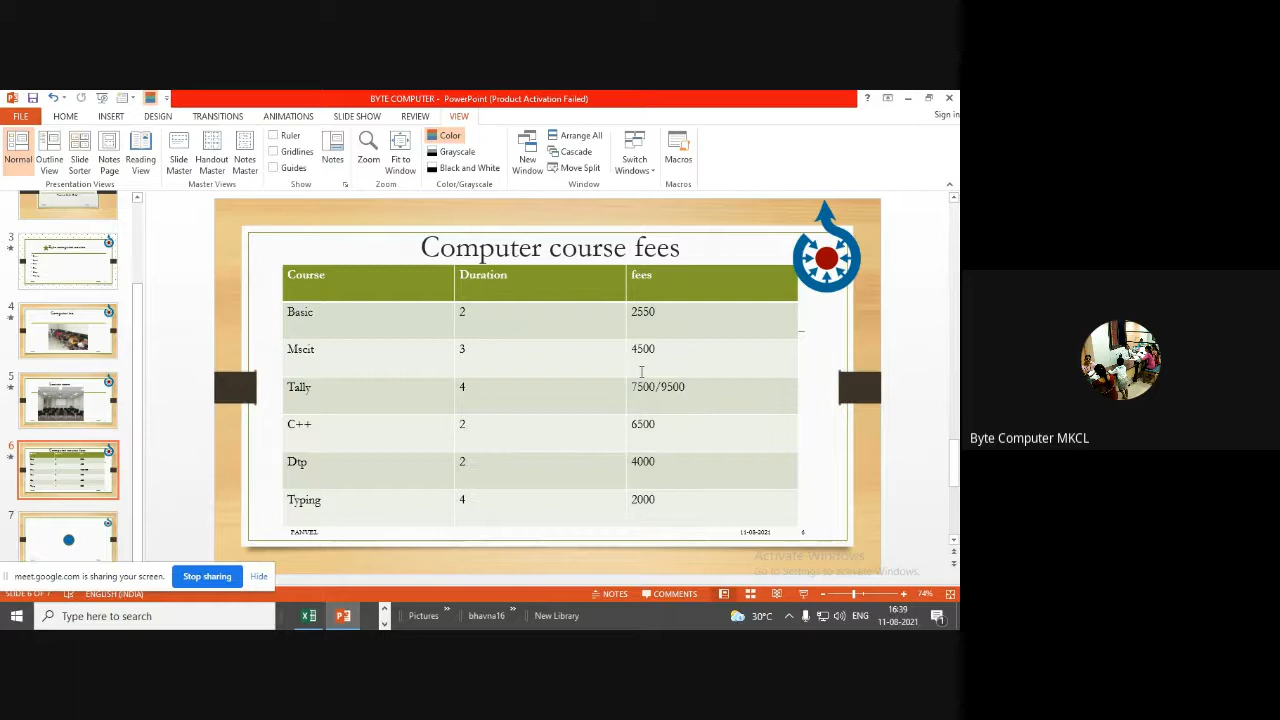 BYTE COMPUTER - PowerPoint (Product Activation Failed)
FILE HOME INSERT DESIGN TRANSITIONS ANIMATIONS SLIDE SHOW REVIEW VIEW Sign in
Normal Outline View Slide Sorter Notes Page Reading View
Presentation Views
Slide Master Handout Master Notes Master
Master Views
Ruler
Gridlines
Guides
Notes
Show
Zoom Fit to Window
Zoom
Color
Grayscale
Black and White
Color/Grayscale
New Window
Arrange All
Cascade
Move Split
Switch Windows
Window
Macros
Macros
3
4
5
6
7
Computer course fees
Course Duration fees
Basic 2 2550
Mscit 3 4500
Tally 4 7500/9500
C++ 2 6500
Dtp 2 4000
Typing 4 2000
PANVEL 11-08-2021 6
Activate Windows
Go to Settings to activate Windows.
meet.google.com is sharing your screen. Stop sharing Hide
SLIDE 6 OF 7 ENGLISH (INDIA) NOTES COMMENTS 74%
Type here to search
Pictures bhavna16 New Library
30°C ENG
16:39
11-08-2021
1
Byte Computer MKCL